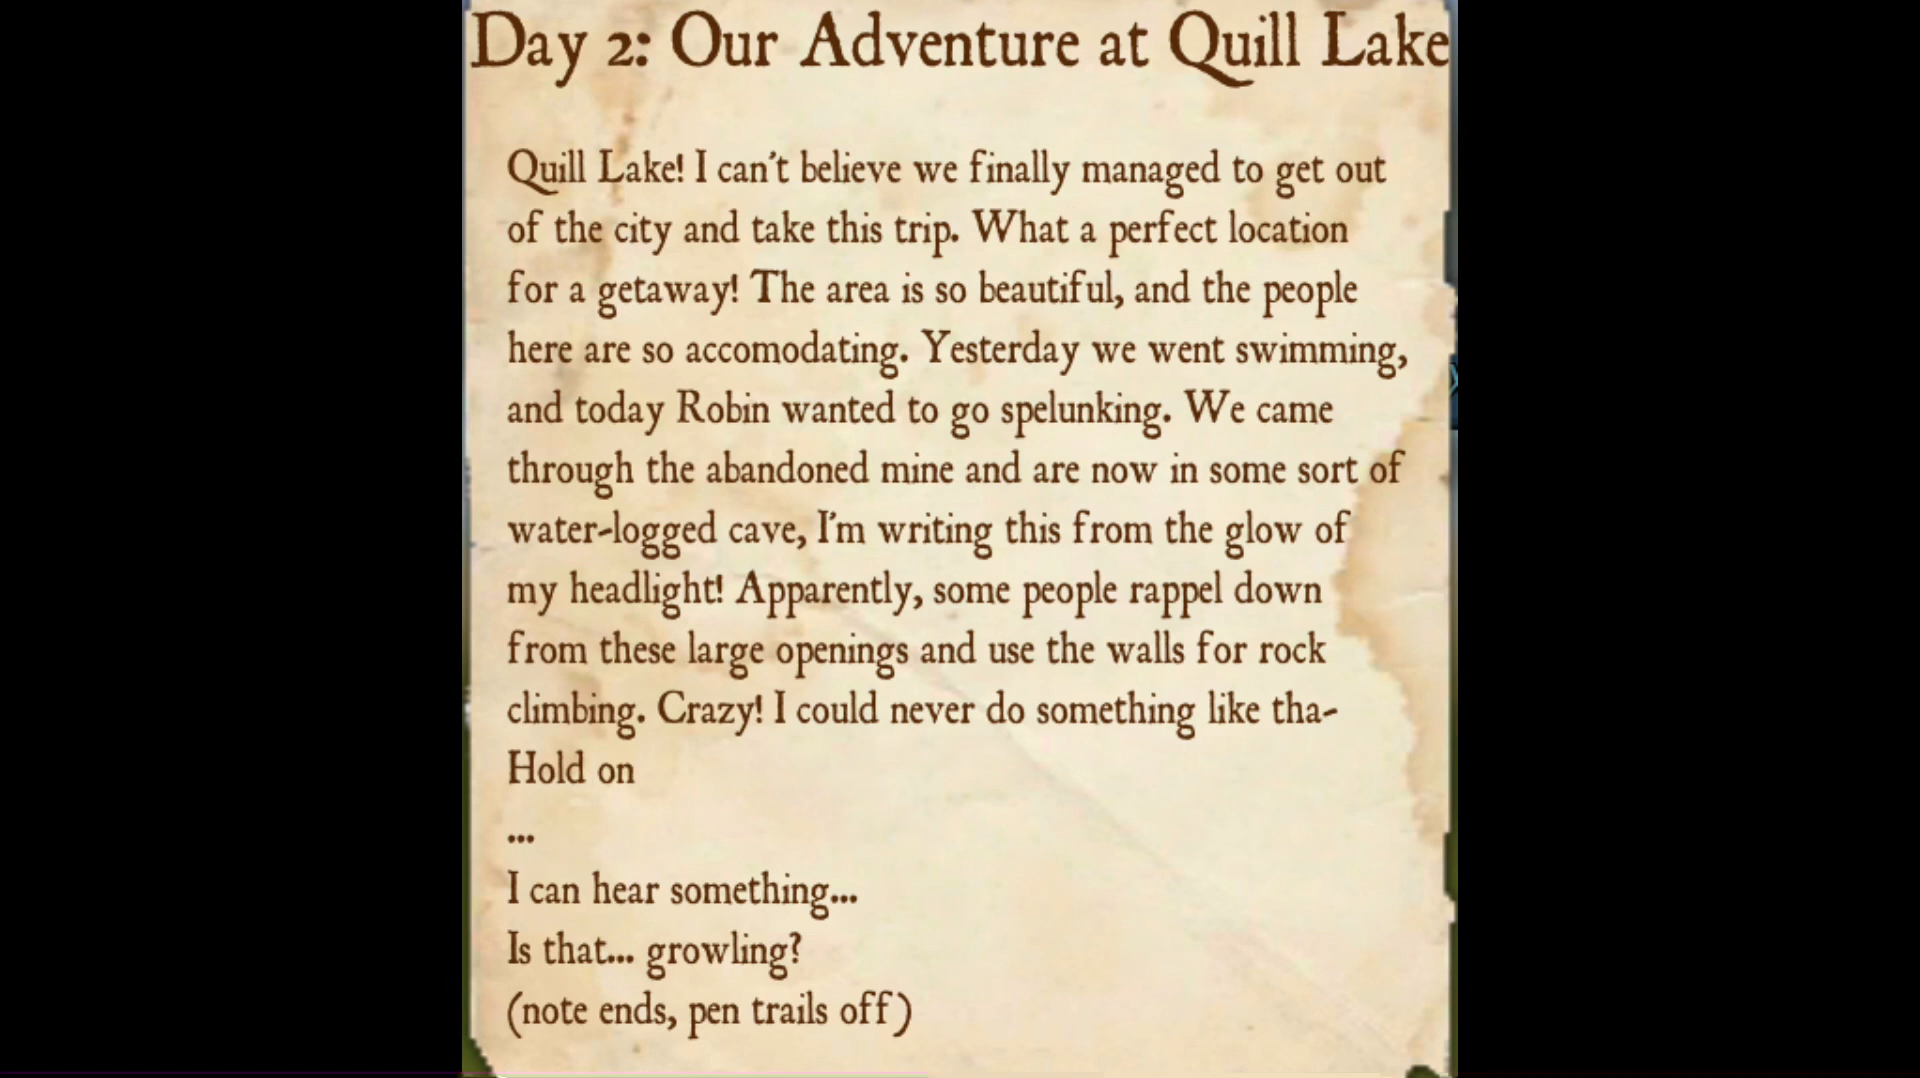 Day 2: Our Adventure at Quill Lake
Quill Lake! I can't believe we finally managed to get out
of the city and take this trip. What a perfect location
for a getaway! The area is so beautiful, and the people
here are so accomodating. Yesterday we went swimming,
and today Robin wanted to go spelunking. We came
through the abandoned mine and are now in some sort of
water-logged cave, I'm writing this from the glow of
my headlight! Apparently, some people rappel down
from these large openings and use the walls for rock
climbing. Crazy! I could never do something like tha-
Hold on
...
I can hear something...
Is that... growling?
(note ends, pen trails off)